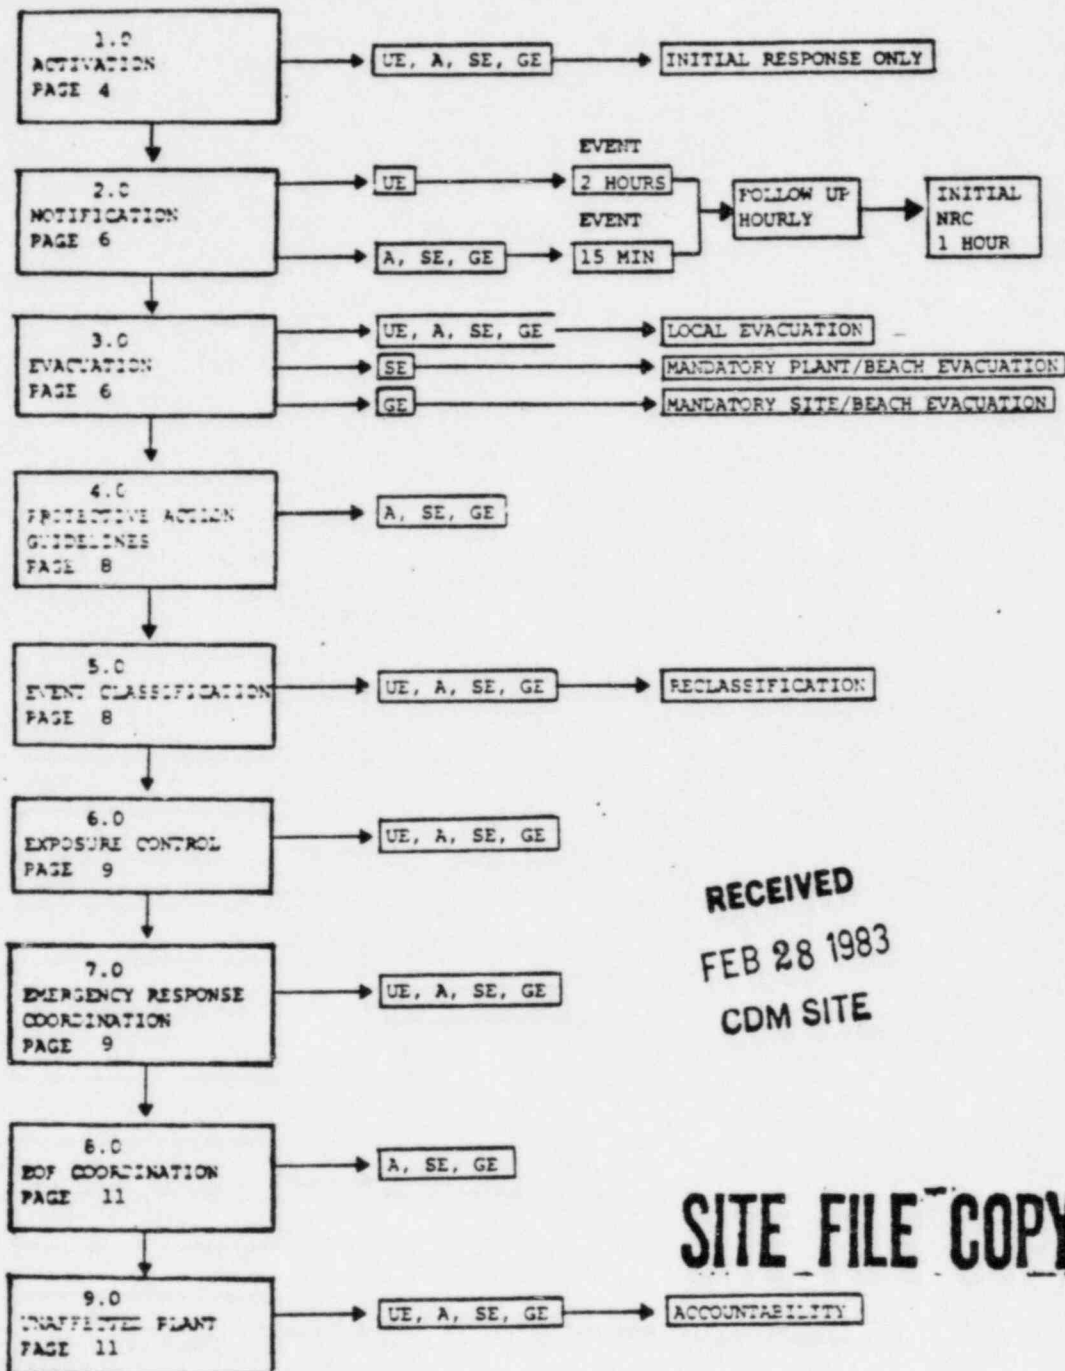 1.0
ACTIVATION
PAGE 4
UE, A, SE, GE
INITIAL RESPONSE ONLY
2.0
NOTIFICATION
PAGE 6
UE
EVENT
2 HOURS
A, SE, GE
EVENT
15 MIN
FOLLOW UP
HOURLY
INITIAL
NRC
1 HOUR
3.0
EVACUATION
PAGE 6
UE, A, SE, GE
LOCAL EVACUATION
SE
MANDATORY PLANT/BEACH EVACUATION
GE
MANDATORY SITE/BEACH EVACUATION
4.0
PROTECTIVE ACTION
GUIDELINES
PAGE 8
A, SE, GE
5.0
EVENT CLASSIFICATION
PAGE 8
UE, A, SE, GE
RECLASSIFICATION
6.0
EXPOSURE CONTROL
PAGE 9
UE, A, SE, GE
7.0
EMERGENCY RESPONSE
COORDINATION
PAGE 9
UE, A, SE, GE
RECEIVED
FEB 28 1983
CDM SITE
8.0
EOF COORDINATION
PAGE 11
A, SE, GE
SITE FILE COPY
9.0
UNAFFECTED PLANT
PAGE 11
UE, A, SE, GE
ACCOUNTABILITY